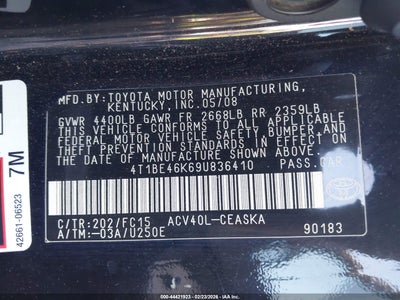 MFD.BY:TOYOTA MOTOR MANUFACTURING,
KENTUCKY,INC.05/08
GVWR 4400LB GAWR FR 2668LB RR 2359LB
THIS VEHICLE CONFORMS TO ALL APPLICABLE
FEDERAL MOTOR VEHICLE SAFETY, BUMPER AND
THEFT PREVENTION STANDARDS IN EFFECT ON
THE DATE OF MANUFACTURE SHOWN ABOVE.
4T1BE46K69U836410 PASS.CAR
C/TR:202/FC15 ACV40L-CEASKA
A/TM:-03A/U250E 90183
TOYOTA
7M
42661-06523
000-44421923 - 02/23/2026 - IAAI